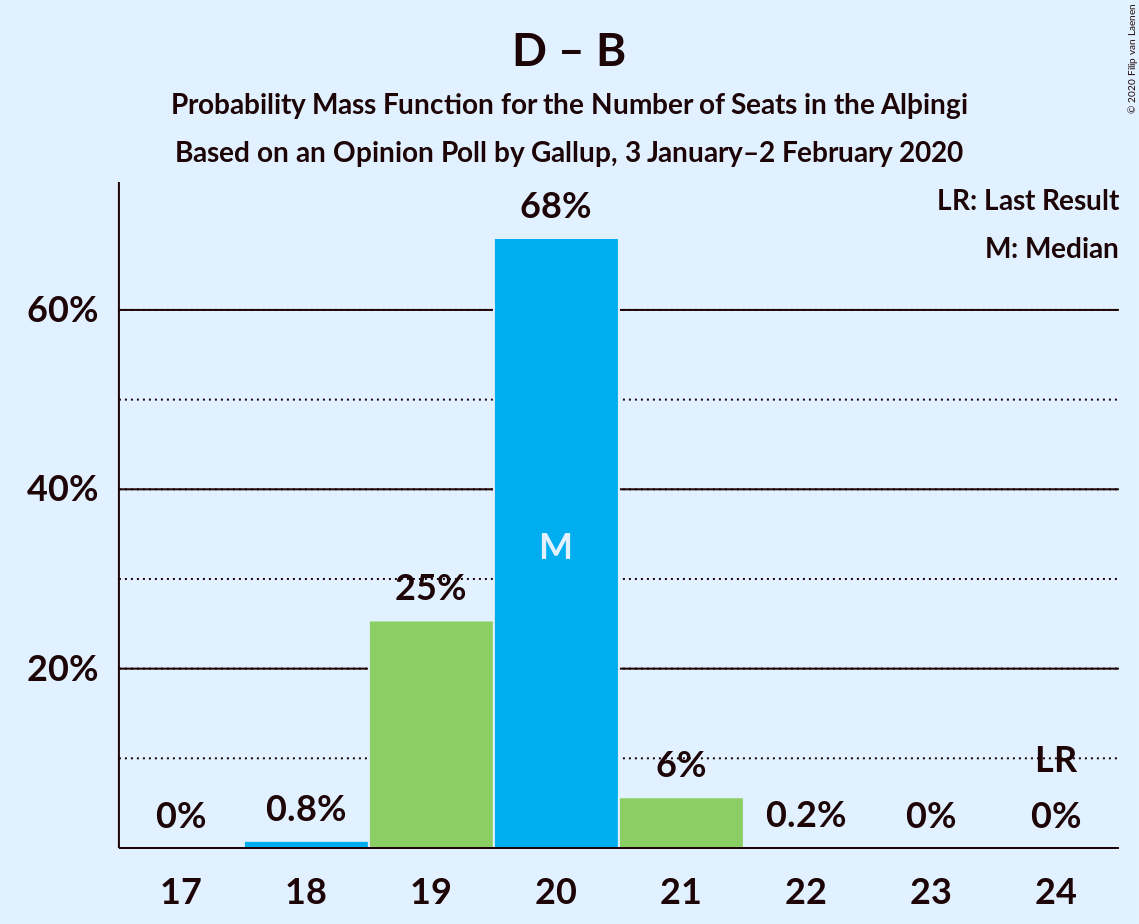 D – B
Probability Mass Function for the Number of Seats in the Alþingi
Based on an Opinion Poll by Gallup, 3 January–2 February 2020
© 2020 Filip van Laenen
LR: Last Result
M: Median
60%
40%
20%
0%
0.8%
25%
68%
M
6%
0.2%
0%
LR
0%
17 18 19 20 21 22 23 24